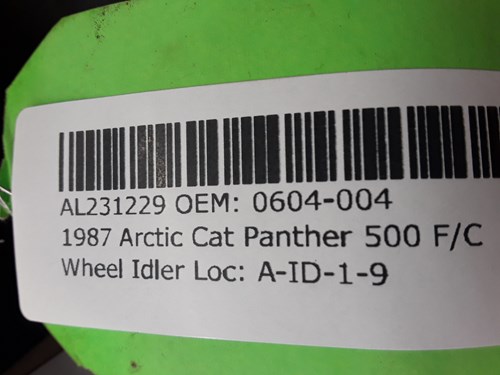 AL231229 OEM: 0604-004
1987 Arctic Cat Panther 500 F/C
Wheel Idler Loc: A-ID-1-9